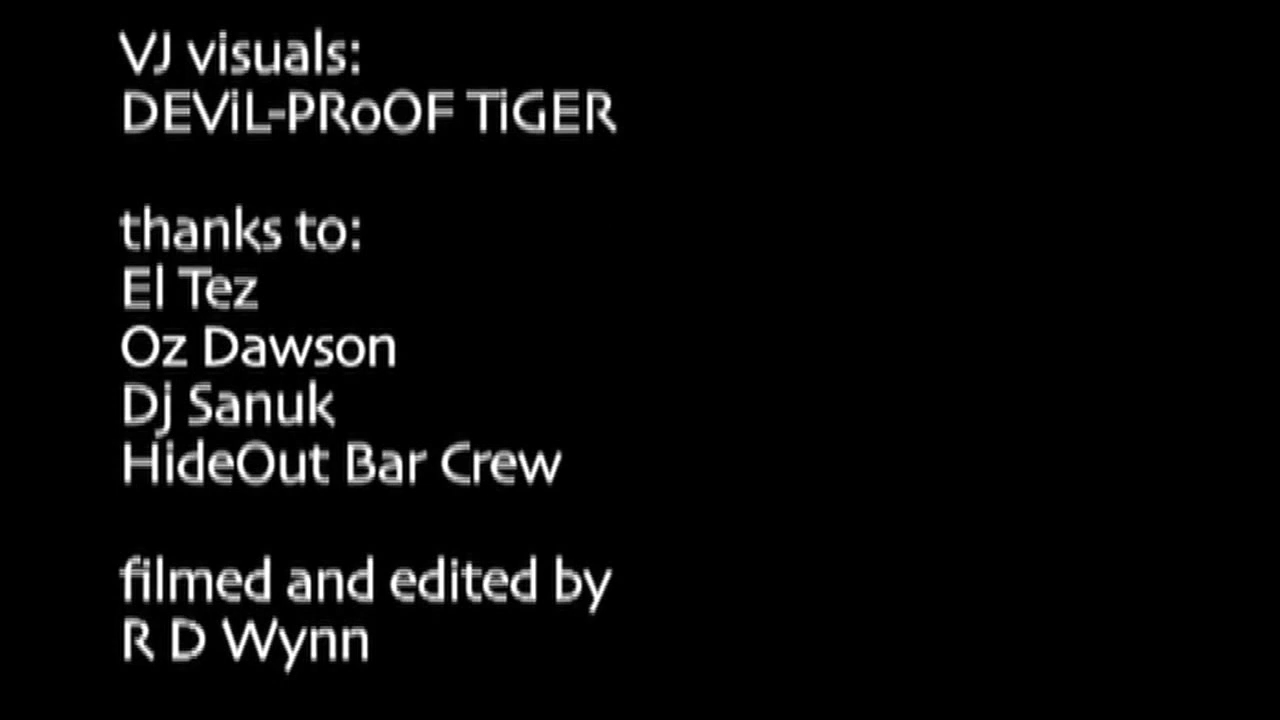 VJ visuals:
DEViL-PRoOF TiGER
thanks to:
El Tez
Oz Dawson
Dj Sanuk
HideOut Bar Crew
filmed and edited by
R D Wynn